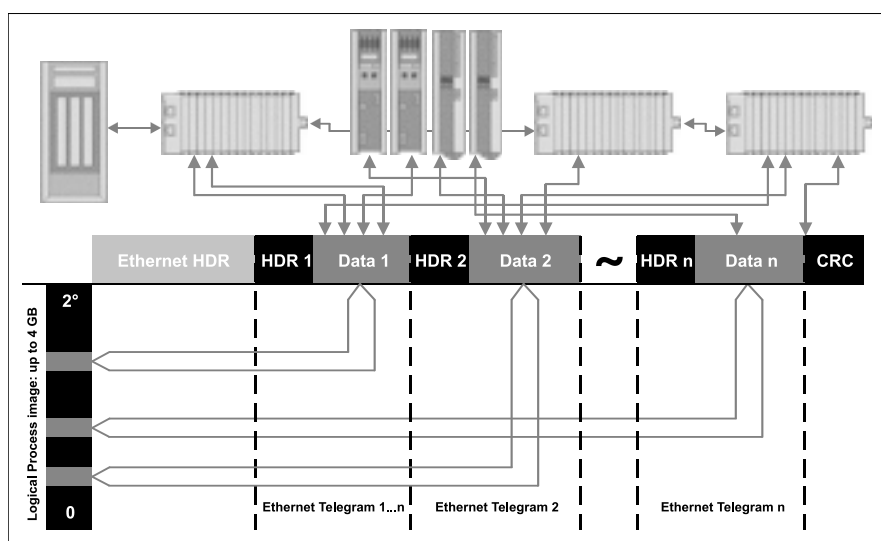 Ethernet HDR HDR 1 Data 1 HDR 2 Data 2 ~ HDR n Data n CRC
Logical Process image: up to 4 GB
2°
0
Ethernet Telegram 1...n Ethernet Telegram 2 Ethernet Telegram n